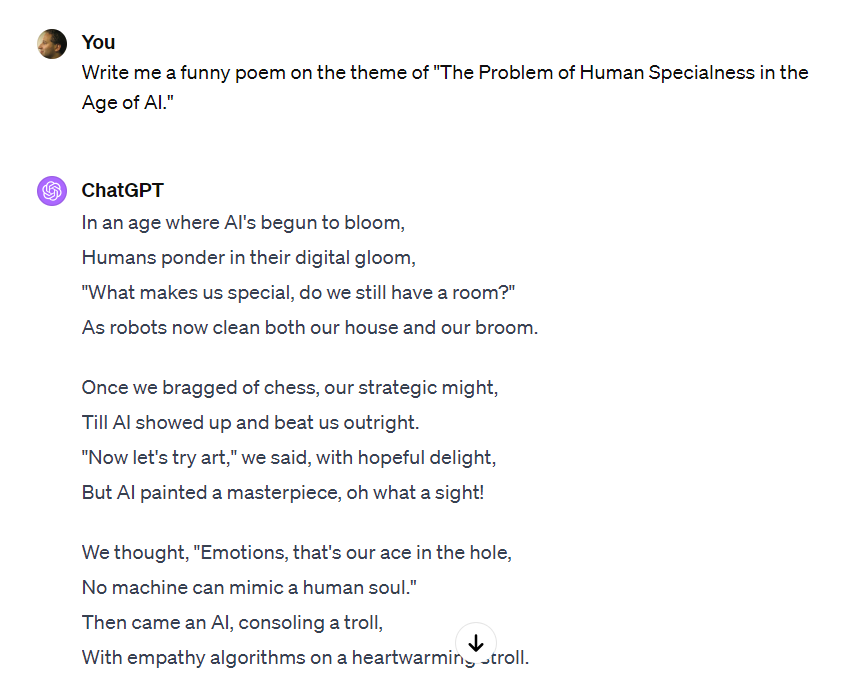 You
Write me a funny poem on the theme of "The Problem of Human Specialness in the
Age of AI."
ChatGPT
In an age where AI's begun to bloom,
Humans ponder in their digital gloom,
"What makes us special, do we still have a room?"
As robots now clean both our house and our broom.
Once we bragged of chess, our strategic might,
Till AI showed up and beat us outright.
"Now let's try art," we said, with hopeful delight,
But AI painted a masterpiece, oh what a sight!
We thought, "Emotions, that's our ace in the hole,
No machine can mimic a human soul."
Then came an AI, consoling a troll,
With empathy algorithms on a heartwarming stroll.